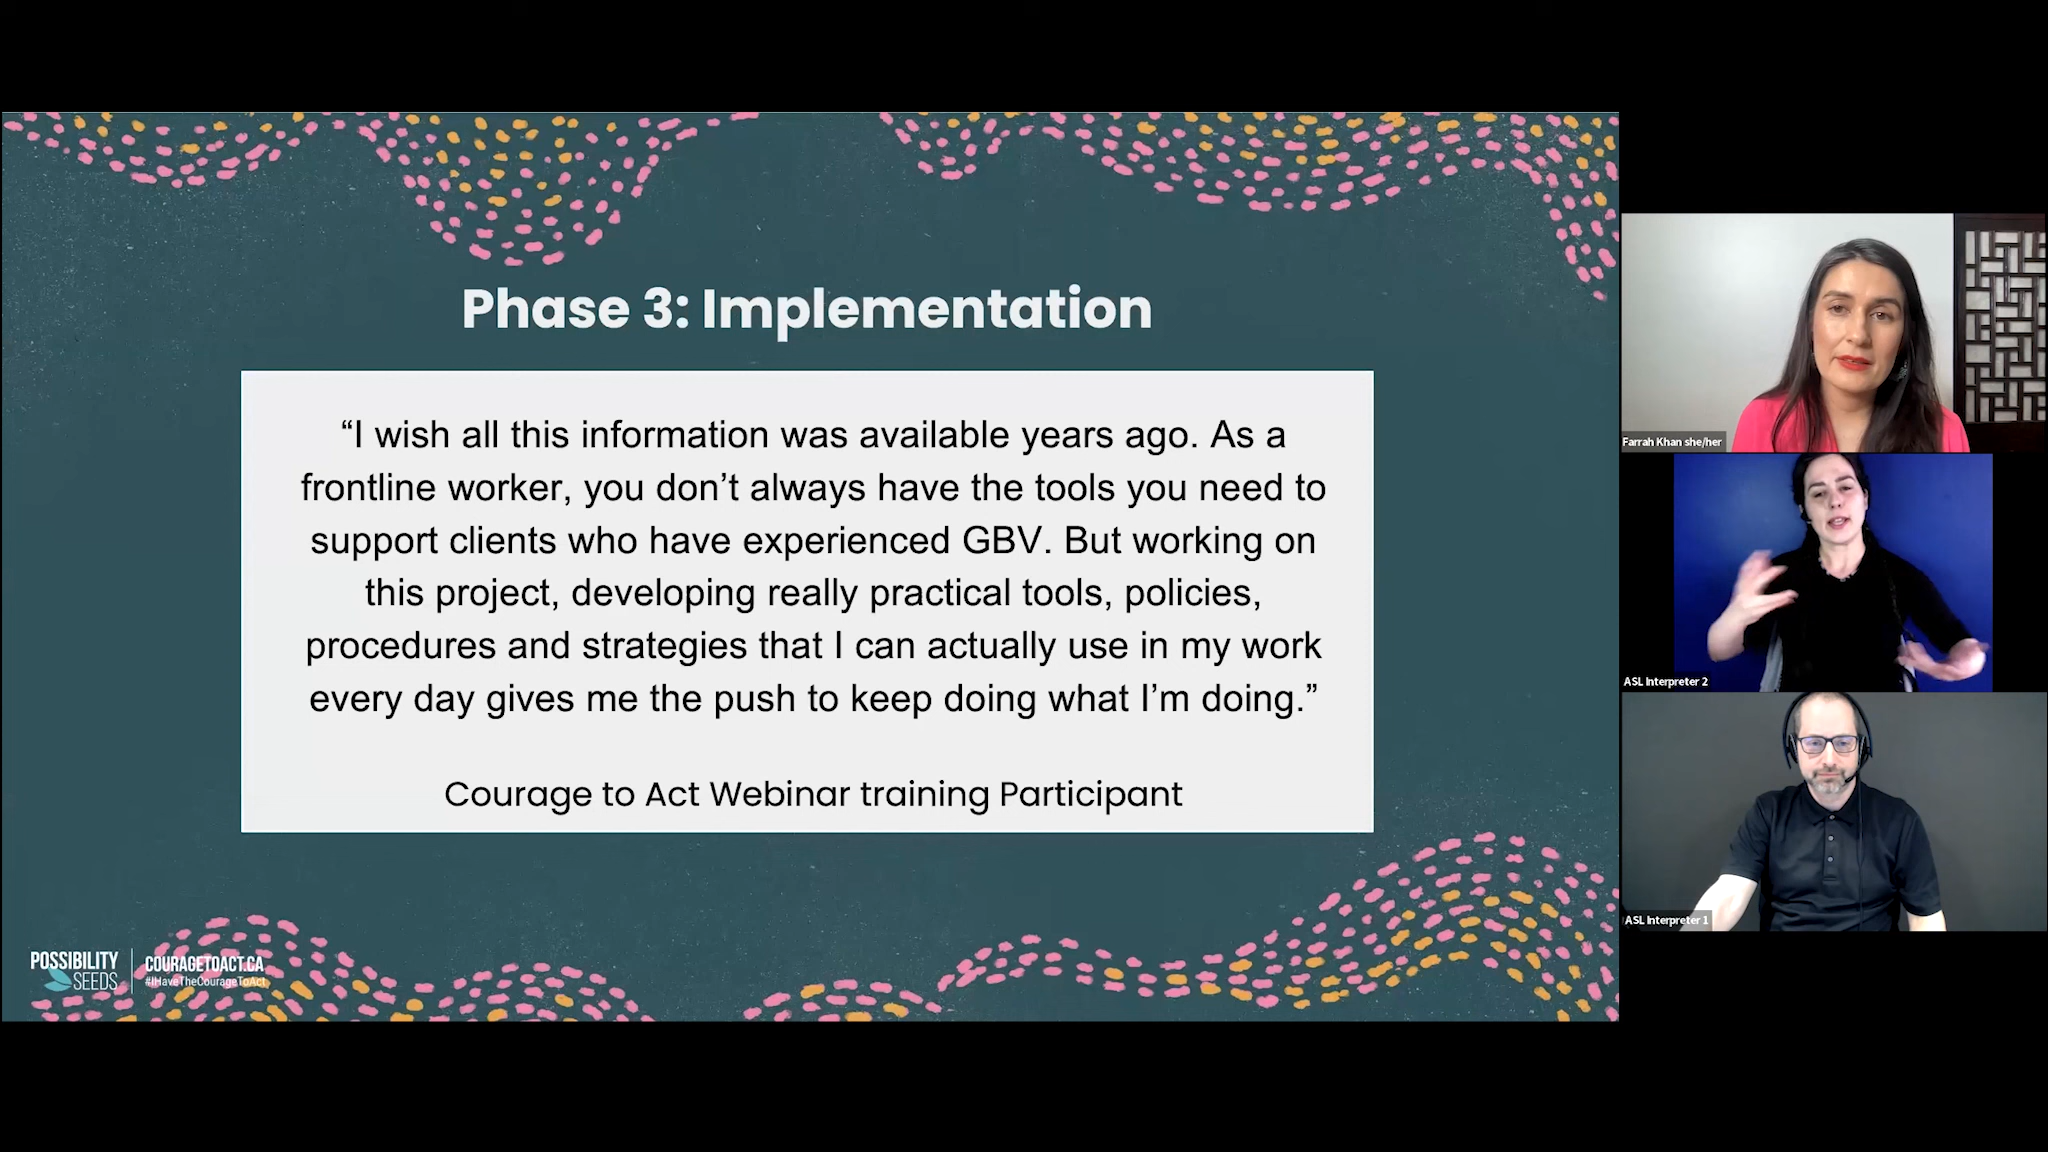 Phase 3: Implementation
“I wish all this information was available years ago. As a
frontline worker, you don’t always have the tools you need to
support clients who have experienced GBV. But working on
this project, developing really practical tools, policies,
procedures and strategies that I can actually use in my work
every day gives me the push to keep doing what I’m doing.”
Courage to Act Webinar training Participant
POSSIBILITY
SEEDS
COURAGETOACT.CA
#IHaveTheCourageToAct
Farrah Khan she/her
ASL Interpreter 2
ASL Interpreter 1